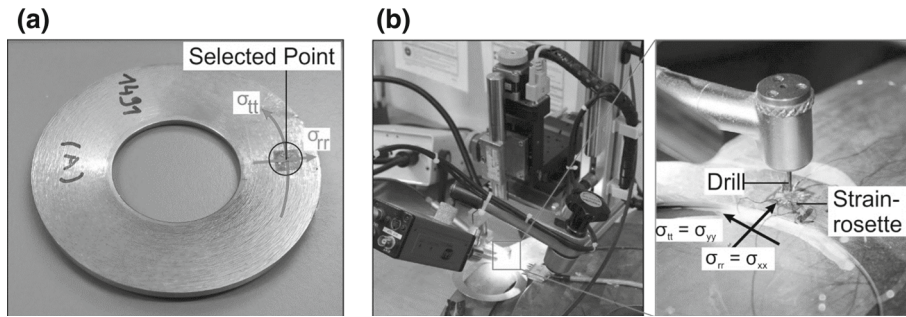 (a)
Selected Point
σtt
σrr
1491
(A)
(b)
Drill
Strain-
rosette
σtt = σyy
σrr = σxx